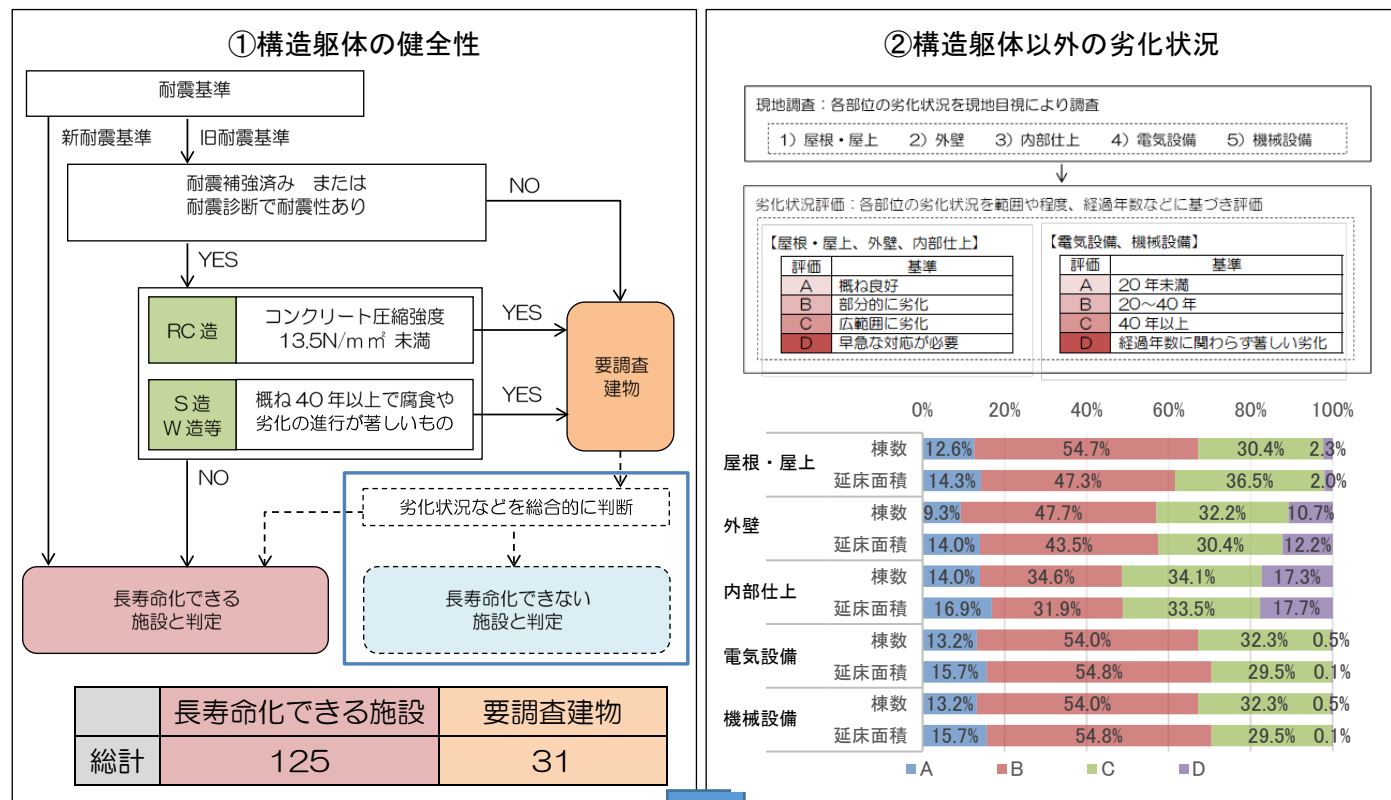 ①構造躯体の健全性
耐震基準
新耐震基準
旧耐震基準
耐震補強済み または
耐震診断で耐震性あり
NO
YES
RC造
コンクリート圧縮強度
13.5N/m㎡ 未満
YES
S造
W造等
概ね40年以上で腐食や
劣化の進行が著しいもの
YES
要調査
建物
NO
劣化状況などを総合的に判断
長寿命化できる
施設と判定
長寿命化できない
施設と判定
長寿命化できる施設 要調査建物
総計 125 31
②構造躯体以外の劣化状況
現地調査：各部位の劣化状況を現地目視により調査
1）屋根・屋上 2）外壁 3）内部仕上 4）電気設備 5）機械設備
劣化状況評価：各部位の劣化状況を範囲や程度、経過年数などに基づき評価
【屋根・屋上、外壁、内部仕上】
評価 基準
A 概ね良好
B 部分的に劣化
C 広範囲に劣化
D 早急な対応が必要
【電気設備、機械設備】
評価 基準
A 20年未満
B 20～40年
C 40年以上
D 経過年数に関わらず著しい劣化
0% 20% 40% 60% 80% 100%
屋根・屋上
棟数 12.6% 54.7% 30.4% 2.3%
延床面積 14.3% 47.3% 36.5% 2.0%
外壁
棟数 9.3% 47.7% 32.2% 10.7%
延床面積 14.0% 43.5% 30.4% 12.2%
内部仕上
棟数 14.0% 34.6% 34.1% 17.3%
延床面積 16.9% 31.9% 33.5% 17.7%
電気設備
棟数 13.2% 54.0% 32.3% 0.5%
延床面積 15.7% 54.8% 29.5% 0.1%
機械設備
棟数 13.2% 54.0% 32.3% 0.5%
延床面積 15.7% 54.8% 29.5% 0.1%
A B C D